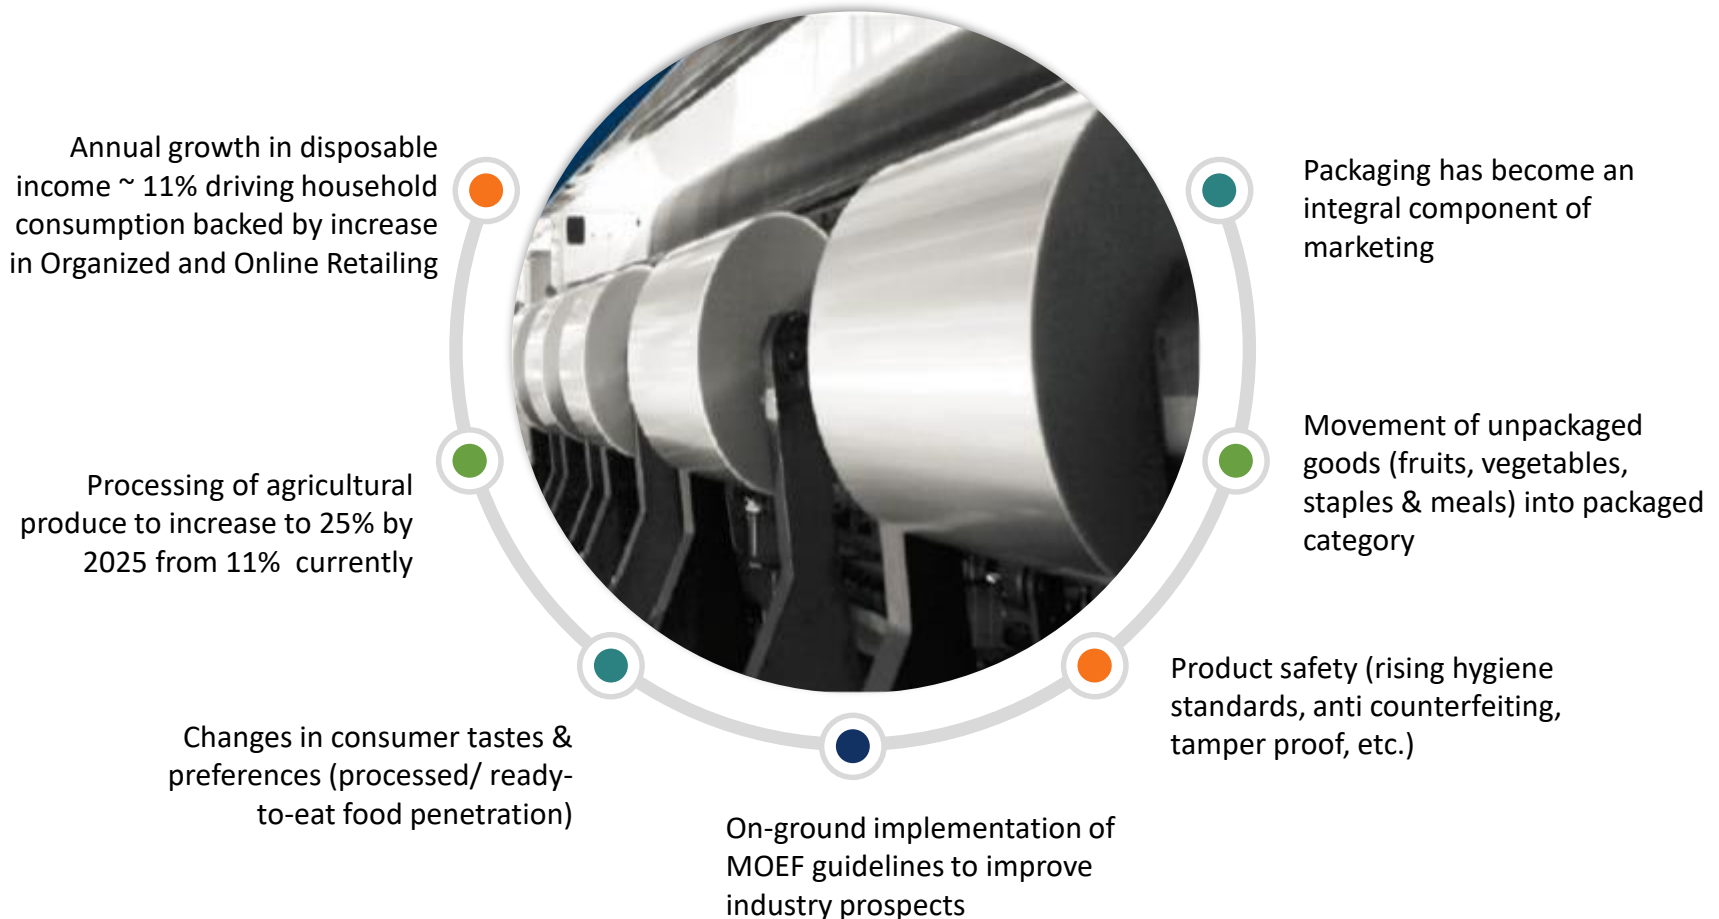 Annual growth in disposable
income ~ 11% driving household
consumption backed by increase
in Organized and Online Retailing
Processing of agricultural
produce to increase to 25% by
2025 from 11%  currently
Changes in consumer tastes &
preferences (processed/ ready-
to-eat food penetration)
On-ground implementation of
MOEF guidelines to improve
industry prospects
Product safety (rising hygiene
standards, anti counterfeiting,
tamper proof, etc.)
Movement of unpackaged
goods (fruits, vegetables,
staples & meals) into packaged
category
Packaging has become an
integral component of
marketing